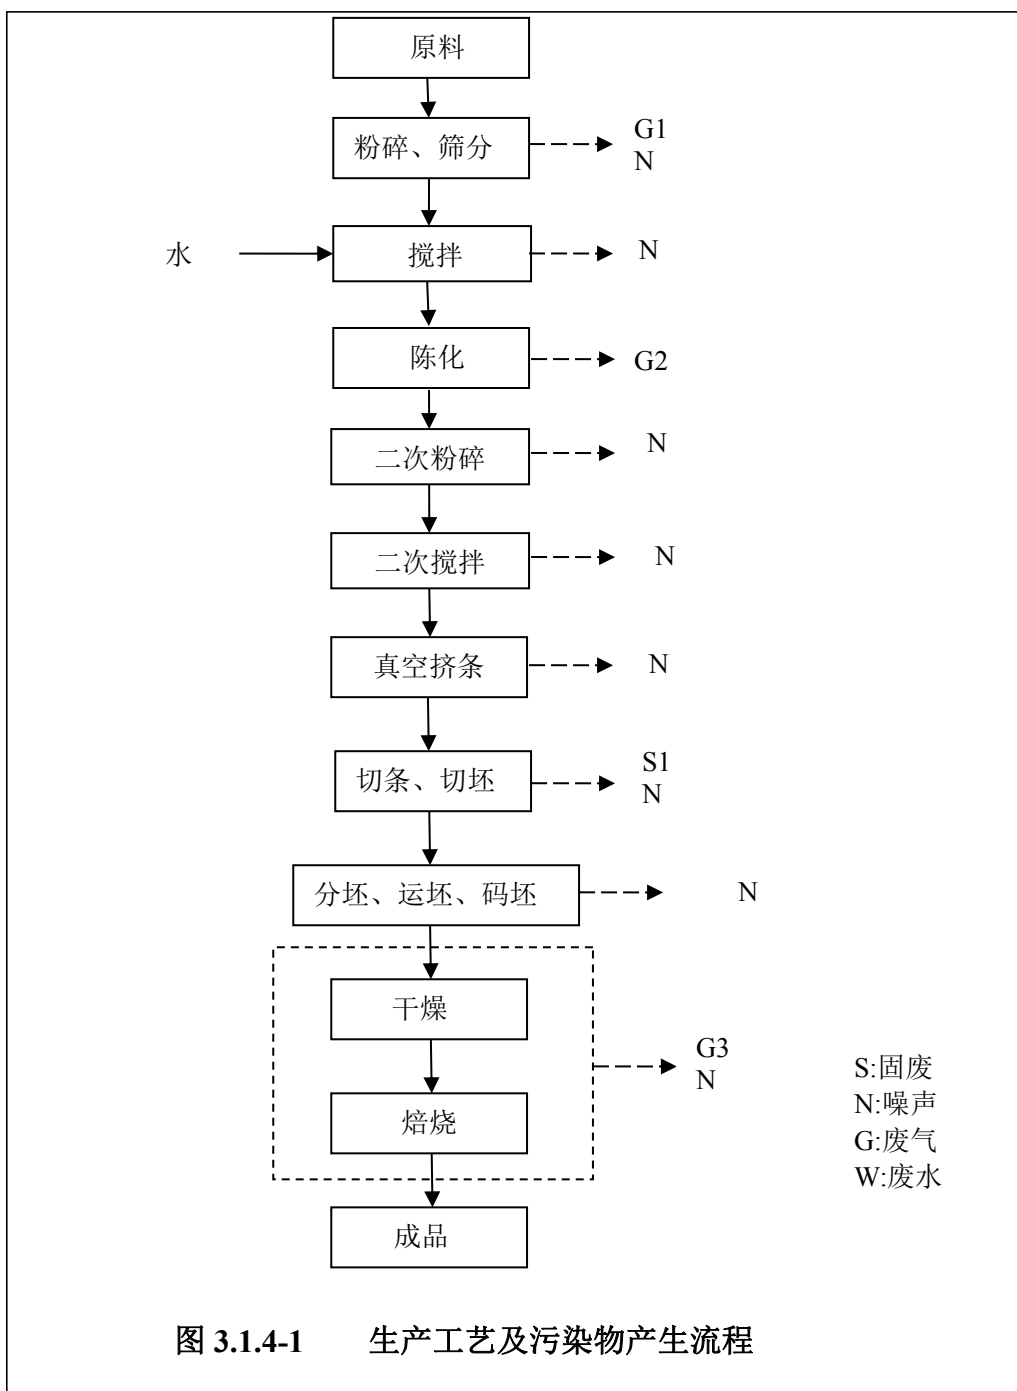 原料
粉碎、筛分
G1
N
水
搅拌
N
陈化
G2
二次粉碎
N
二次搅拌
N
真空挤条
N
切条、切坯
S1
N
分坯、运坯、码坯
N
干燥
G3
N
焙烧
S:固废
N:噪声
G:废气
W:废水
成品
图 3.1.4-1 生产工艺及污染物产生流程